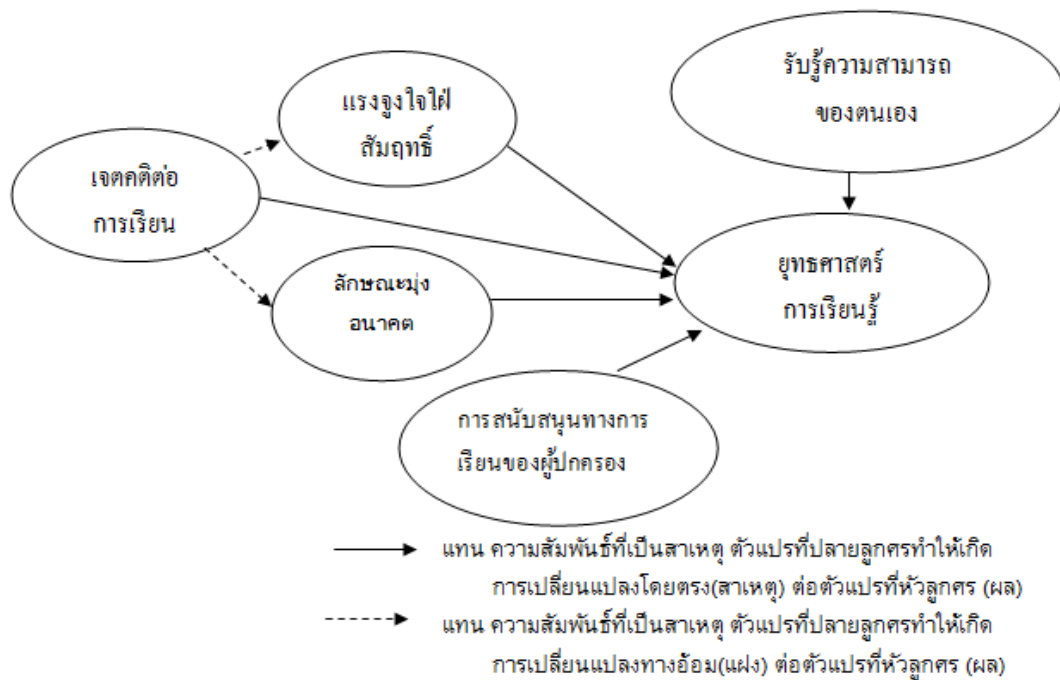 รับรู้ความสามารถ
ของตนเอง
แรงจูงใจใฝ่
สัมฤทธิ์
เจตคติต่อ
การเรียน
ยุทธศาสตร์
การเรียนรู้
ลักษณะมุ่ง
อนาคต
การสนับสนุนทางการ
เรียนของผู้ปกครอง
แทน ความสัมพันธ์ที่เป็นสาเหตุ ตัวแปรที่ปลายลูกศรทำให้เกิด
การเปลี่ยนแปลงโดยตรง(สาเหตุ) ต่อตัวแปรที่หัวลูกศร (ผล)
แทน ความสัมพันธ์ที่เป็นสาเหตุ ตัวแปรที่ปลายลูกศรทำให้เกิด
การเปลี่ยนแปลงทางอ้อม(แฝง) ต่อตัวแปรที่หัวลูกศร (ผล)